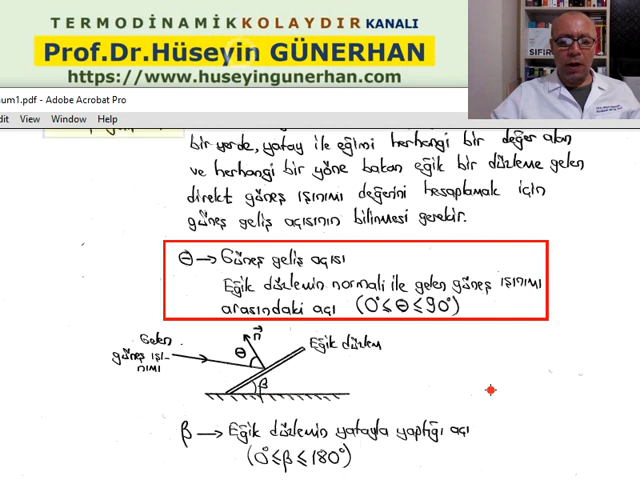 TERMODİNAMİKKOLAYDIR KANALI
Prof.Dr.Hüseyin GÜNERHAN
https://www.huseyingunerhan.com
um1.pdf - Adobe Acrobat Pro
dit View Window Help
SIFIR
bir yerde, yatay ile eğimi herhangi bir değer alan
ve herhangi bir yöne bakan eğik bir düzleme gelen
direkt güneş ışınımı değerini hesaplamak için
güneş geliş açısının bilinmesi gerekir.
θ → Güneş geliş açısı
Eğik düzlemin normali ile gelen güneş ışınımı
arasındaki açı (0° ≤ θ ≤ 90°)
Gelen
güneş ışı-
nımı
θ
n
Eğik düzlem
β
β → Eğik düzlemin yatayla yaptığı açı
(0° ≤ β ≤ 180°)